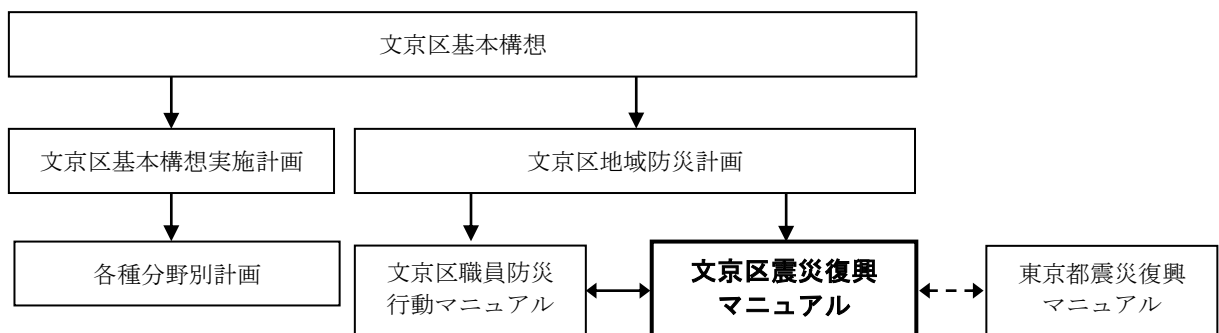 文京区基本構想
文京区基本構想実施計画
文京区地域防災計画
各種分野別計画
文京区職員防災
行動マニュアル
文京区震災復興
マニュアル
東京都震災復興
マニュアル